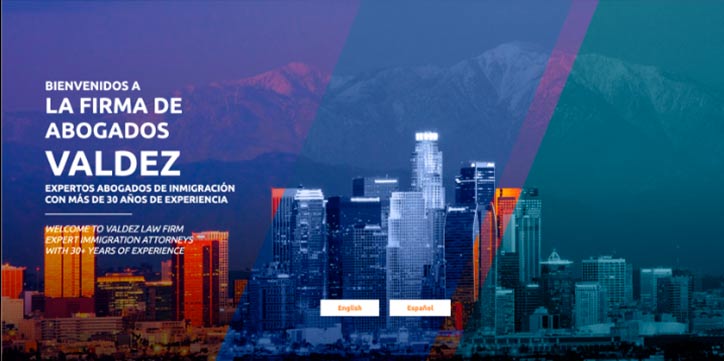 BIENVENIDOS A
LA FIRMA DE
ABOGADOS
VALDEZ
EXPERTOS ABOGADOS DE INMIGRACIÓN
CON MÁS DE 30 AÑOS DE EXPERIENCIA
WELCOME TO VALDEZ LAW FIRM
EXPERT IMMIGRATION ATTORNEYS
WITH 30+ YEARS OF EXPERIENCE
English
Español